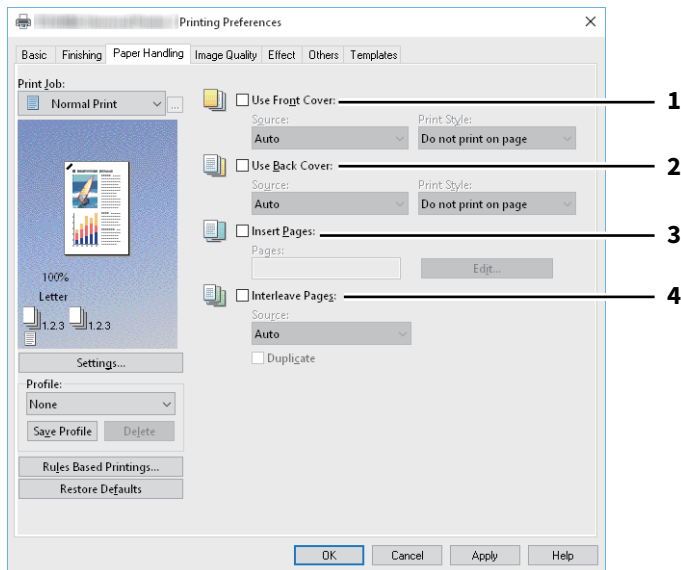 Printing Preferences
Basic Finishing Paper Handling Image Quality Effect Others Templates
Print Job:
Normal Print ...
100%
Letter
1.2.3 1.2.3
Settings...
Profile:
None
Save Profile Delete
Rules Based Printings...
Restore Defaults
Use Front Cover: 1
Source: Print Style:
Auto Do not print on page
Use Back Cover: 2
Source: Print Style:
Auto Do not print on page
Insert Pages: 3
Pages:
Edit...
Interleave Pages: 4
Source:
Auto
Duplicate
OK Cancel Apply Help